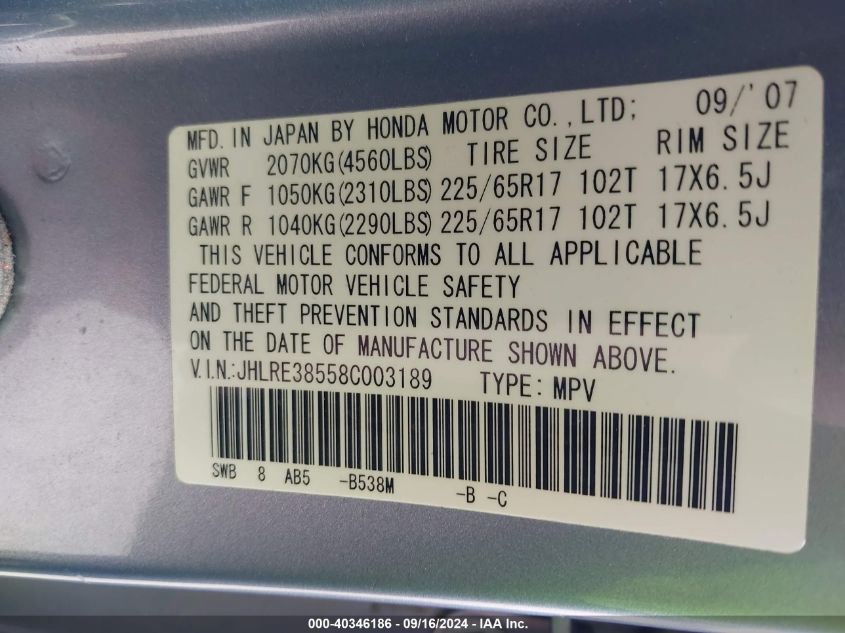 MFD. IN JAPAN BY HONDA MOTOR CO., LTD; 09/'07
GVWR 2070KG(4560LBS) TIRE SIZE RIM SIZE
GAWR F 1050KG(2310LBS) 225/65R17 102T 17X6.5J
GAWR R 1040KG(2290LBS) 225/65R17 102T 17X6.5J
THIS VEHICLE CONFORMS TO ALL APPLICABLE
FEDERAL MOTOR VEHICLE SAFETY
AND THEFT PREVENTION STANDARDS IN EFFECT
ON THE DATE OF MANUFACTURE SHOWN ABOVE.
V.I.N.:JHLRE38558C003189 TYPE: MPV
SWB 8 AB5 -B538M -B -C
000-40346186 - 09/16/2024 - IAA Inc.